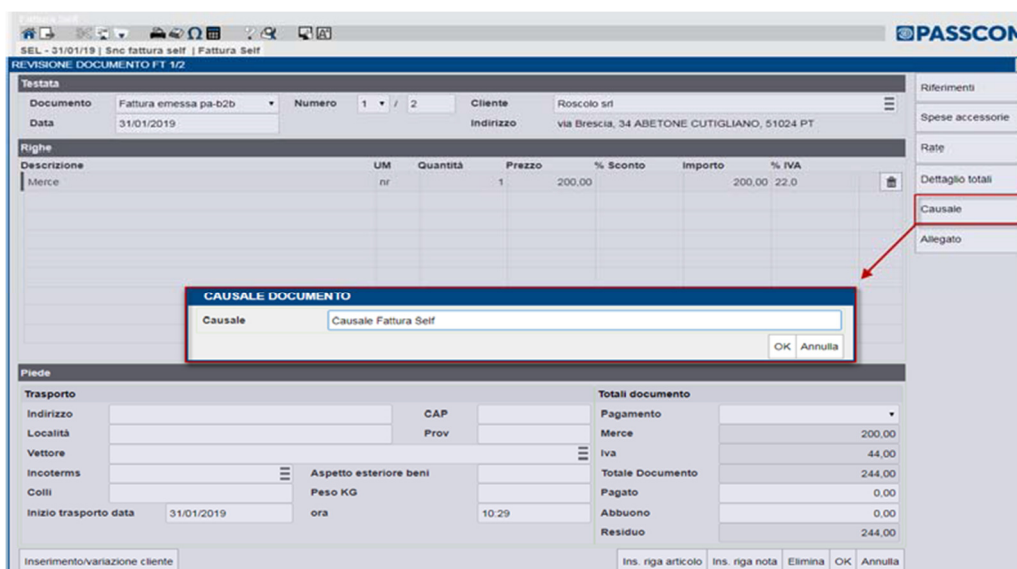 Fattura Self
PASSCOM
SEL - 31/01/19 | Snc fattura self | Fattura Self
REVISIONE DOCUMENTO FT 1/2
Testata
Documento Fattura emessa pa-b2b Numero 1 / 2 Cliente Roscolo srl
Data 31/01/2019 Indirizzo via Brescia, 34 ABETONE CUTIGLIANO, 51024 PT
Righe
Descrizione UM Quantità Prezzo % Sconto Importo % IVA
Merce nr 1 200,00 200,00 22.0
Riferimenti
Spese accessorie
Rate
Dettaglio totali
Causale
Allegato
CAUSALE DOCUMENTO
Causale Causale Fattura Self
OK Annulla
Piede
Trasporto Totali documento
Indirizzo CAP Pagamento
Località Prov Merce 200,00
Vettore Iva 44,00
Incoterms Aspetto esteriore beni Totale Documento 244,00
Colli Peso KG Pagato 0,00
Inizio trasporto data 31/01/2019 ora 10:29 Abbuono 0,00
Residuo 244,00
Inserimento/variazione cliente Ins. riga articolo Ins. riga nota Elimina OK Annulla